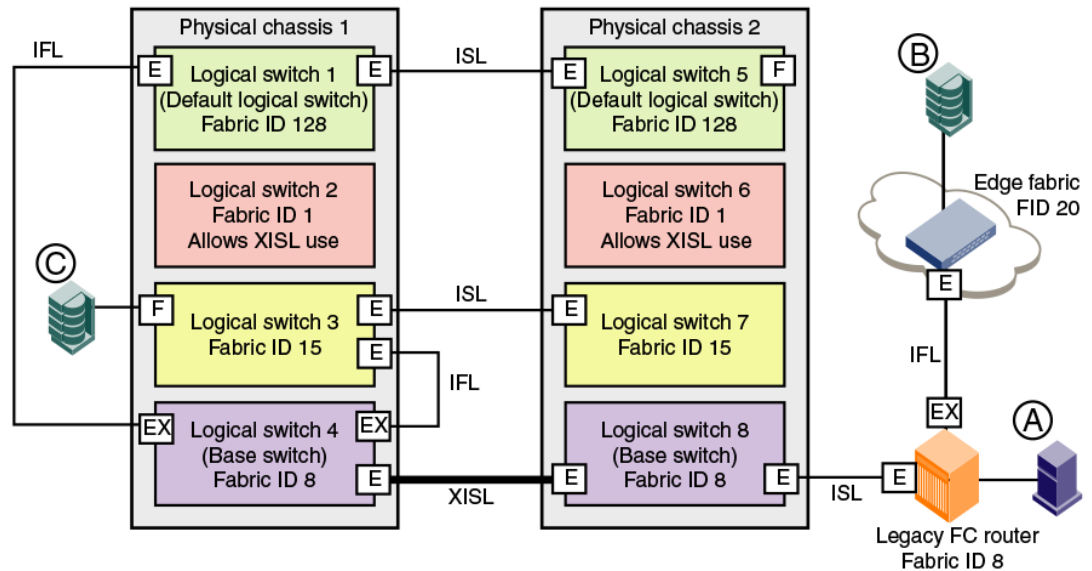 Physical chassis 1
Physical chassis 2
IFL
E
Logical switch 1
(Default logical switch)
Fabric ID 128
E
ISL
E
Logical switch 5
(Default logical switch)
Fabric ID 128
F
B
Logical switch 2
Fabric ID 1
Allows XISL use
Logical switch 6
Fabric ID 1
Allows XISL use
Edge fabric
FID 20
C
F
Logical switch 3
Fabric ID 15
E
E
ISL
E
Logical switch 7
Fabric ID 15
E
IFL
IFL
EX
Logical switch 4
(Base switch)
Fabric ID 8
EX
E
XISL
E
Logical switch 8
(Base switch)
Fabric ID 8
E
ISL
EX
A
E
Legacy FC router
Fabric ID 8